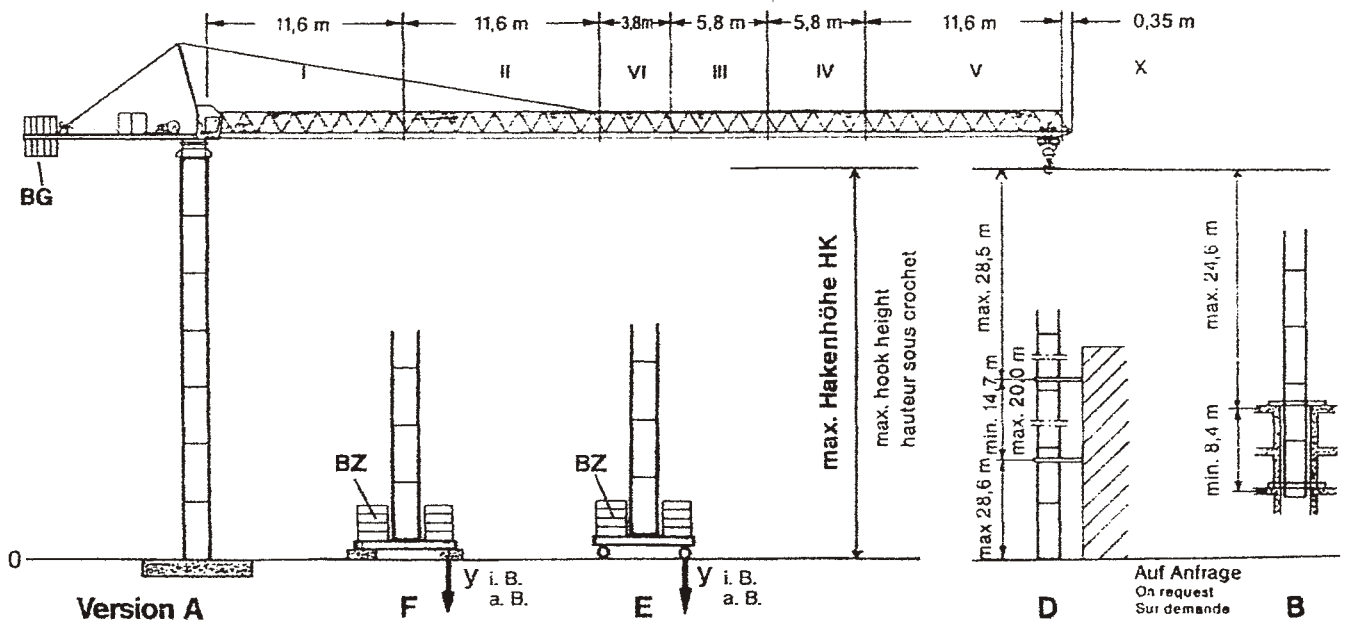 11,6 m
11,6 m
3,8m
5,8 m
5,8 m
11,6 m
0,35 m
I
II
VI
III
IV
V
X
BG
max. Hakenhöhe HK
max. hook height
hauteur sous crochet
max. 28,5 m
min. 14,7 m
max. 20,0 m
max 28,6 m
max. 24,6 m
min. 8,4 m
BZ
BZ
0
y i. B.
a. B.
y i. B.
a. B.
Auf Anfrage
On request
Sur demande
Version A
F
E
D
B